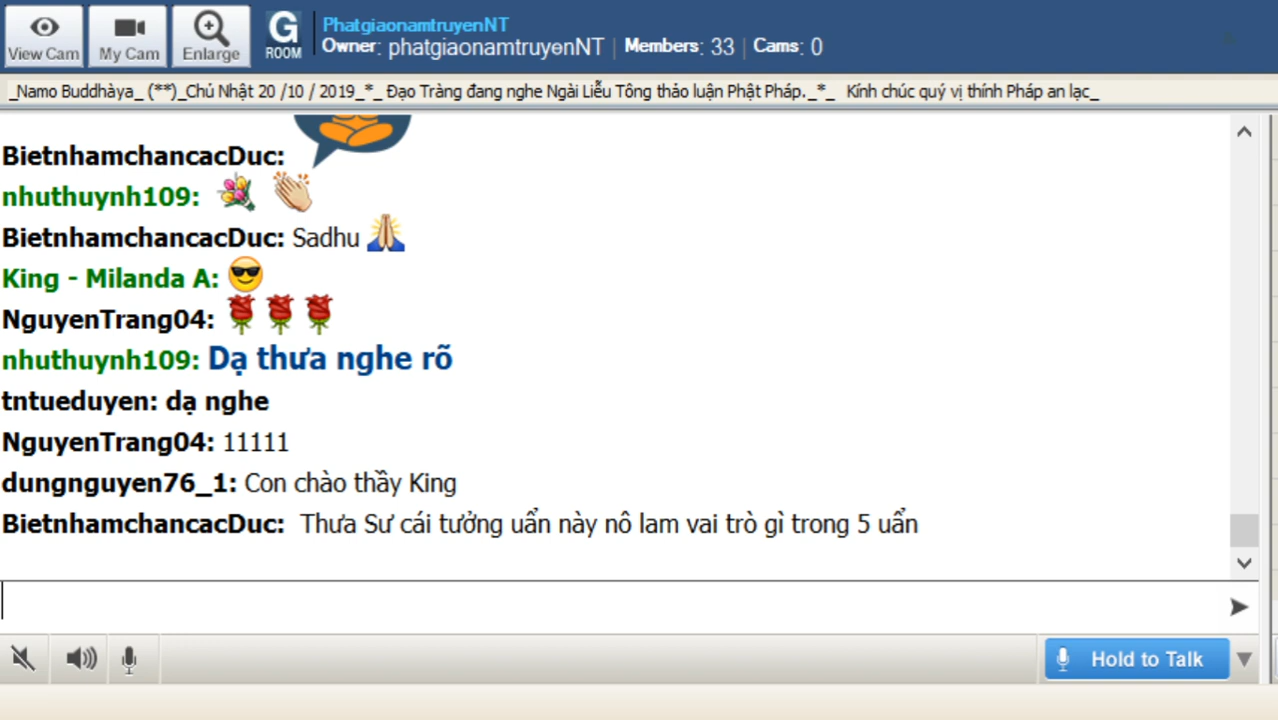 View Cam My Cam Enlarge G ROOM PhatgiaonamtruyenNT
Owner: phatgiaonamtruyenNT | Members: 33 | Cams: 0
_Namo Buddhàya_ (**)_Chủ Nhật 20 /10 / 2019_*_ Đạo Tràng đang nghe Ngài Liễu Tông thảo luận Phật Pháp._*_ Kính chúc quý vị thính Pháp an lạc_
BietnhamchancacDuc:
nhuthuynh109:
BietnhamchancacDuc: Sadhu
King - Milanda A:
NguyenTrang04:
nhuthuynh109: Dạ thưa nghe rõ
tntueduyen: dạ nghe
NguyenTrang04: 11111
dungnguyen76_1: Con chào thầy King
BietnhamchancacDuc: Thưa Sư cái tưởng uẩn này nô lam vai trò gì trong 5 uẩn
Hold to Talk